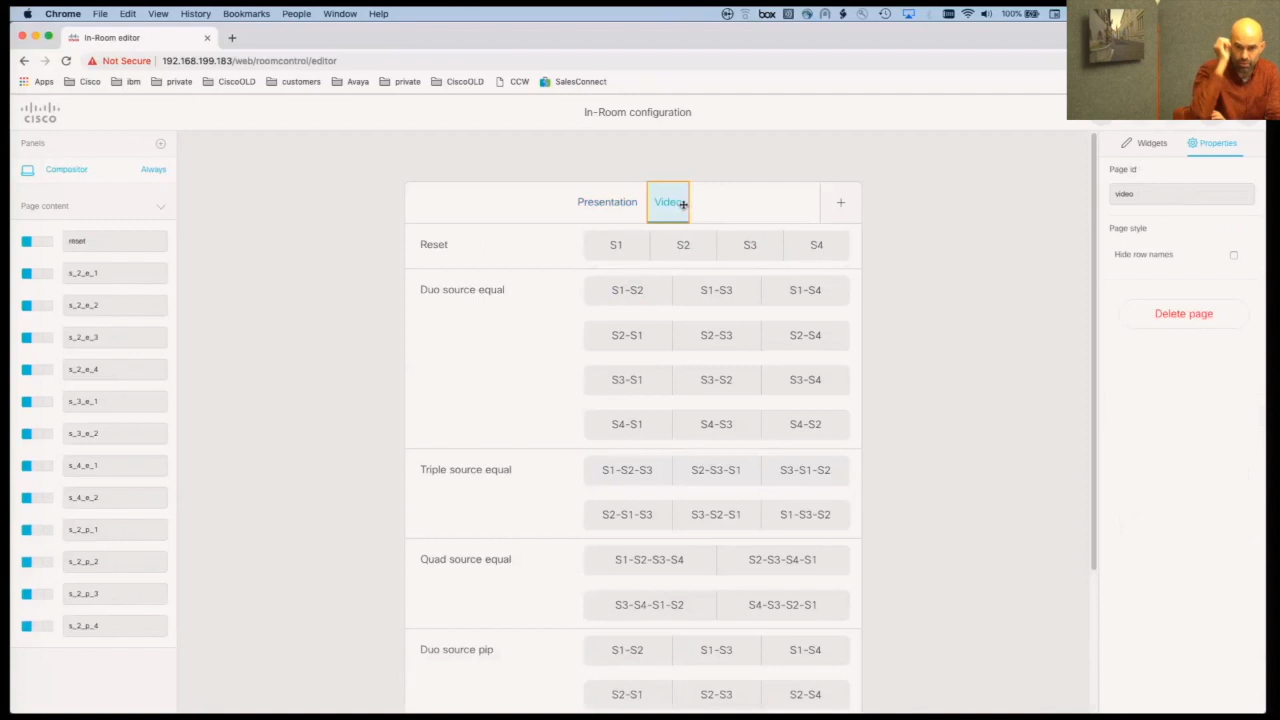 Chrome File Edit View History Bookmarks People Window Help box 100%
In-Room editor
Not Secure 192.168.199.183/web/roomcontrol/editor
Apps Cisco ibm private CiscoOLD customers Avaya private CiscoOLD CCW SalesConnect
CISCO In-Room configuration
Panels
Compositor Always
Page content
reset
s_2_e_1
s_2_e_2
s_2_e_3
s_2_e_4
s_3_e_1
s_3_e_2
s_4_e_1
s_4_e_2
s_2_p_1
s_2_p_2
s_2_p_3
s_2_p_4
Presentation Video +
Reset S1 S2 S3 S4
Duo source equal S1-S2 S1-S3 S1-S4
S2-S1 S2-S3 S2-S4
S3-S1 S3-S2 S3-S4
S4-S1 S4-S3 S4-S2
Triple source equal S1-S2-S3 S2-S3-S1 S3-S1-S2
S2-S1-S3 S3-S2-S1 S1-S3-S2
Quad source equal S1-S2-S3-S4 S2-S3-S4-S1
S3-S4-S1-S2 S4-S3-S2-S1
Duo source pip S1-S2 S1-S3 S1-S4
S2-S1 S2-S3 S2-S4
Widgets Properties
Page id
video
Page style
Hide row names
Delete page